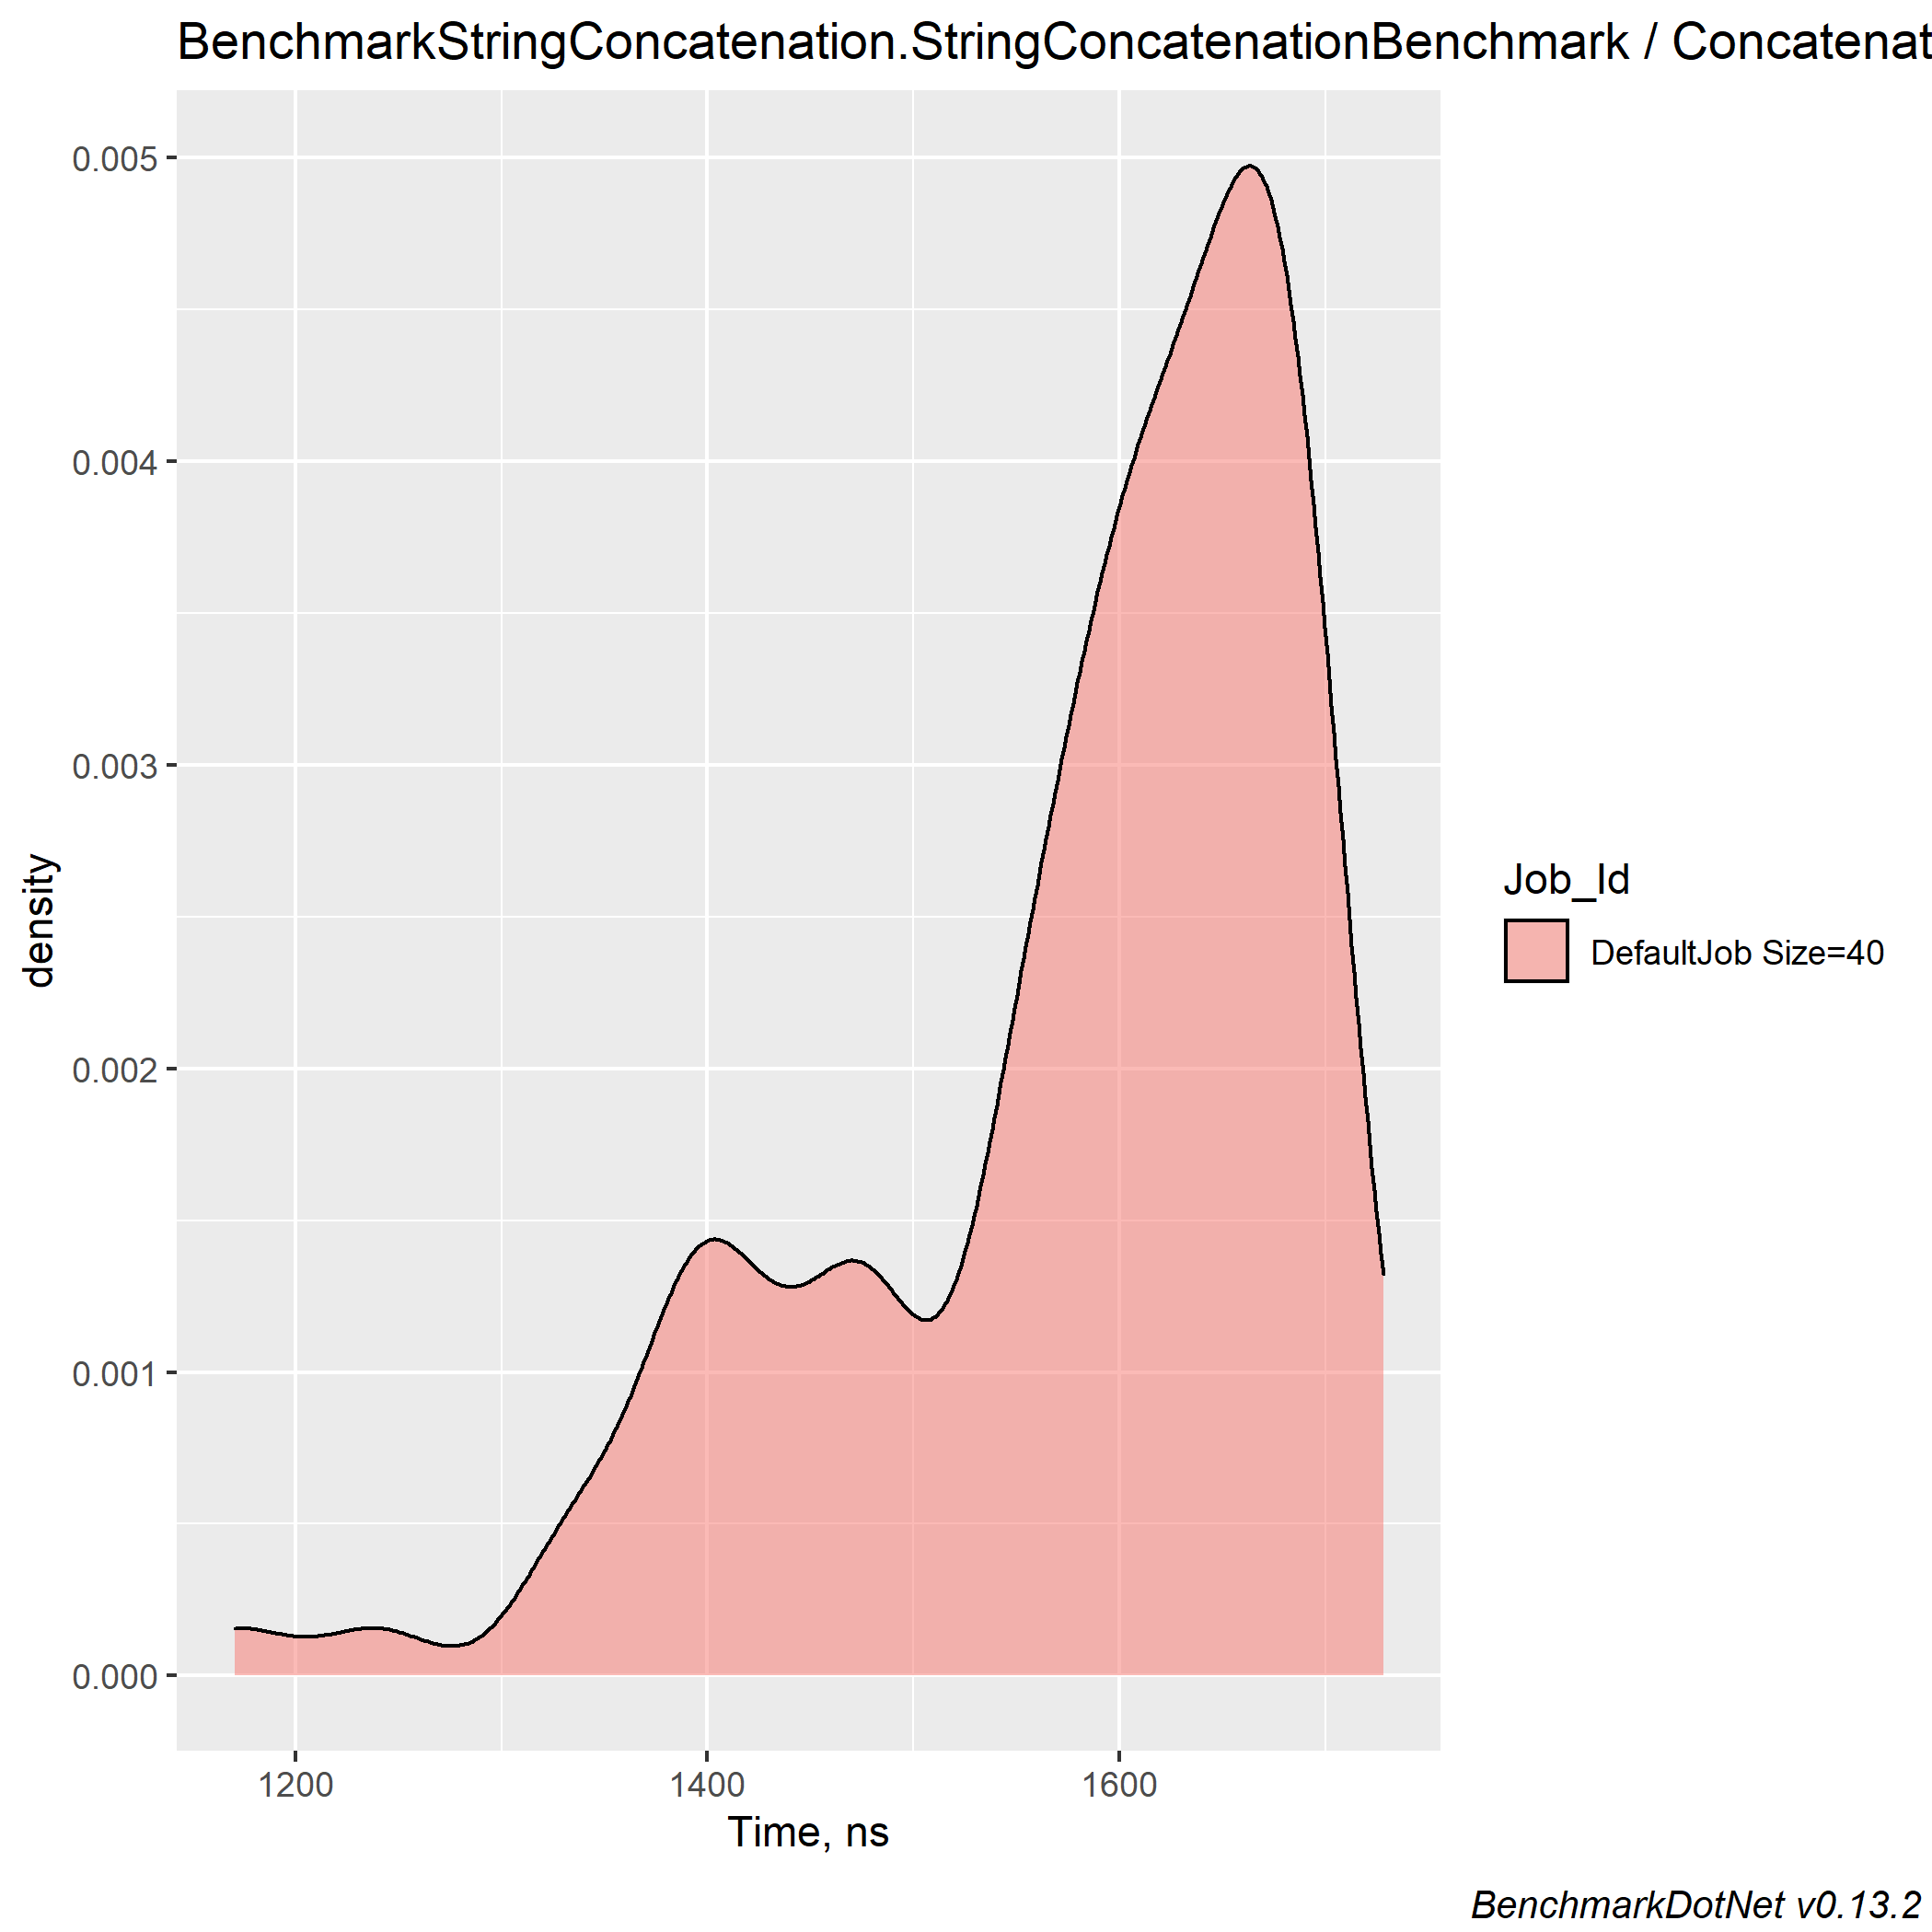 BenchmarkStringConcatenation.StringConcatenationBenchmark / Concatenat
0.005
0.004
0.003
0.002
0.001
0.000
density
1200 1400 1600
Time, ns
Job_Id
DefaultJob Size=40
BenchmarkDotNet v0.13.2